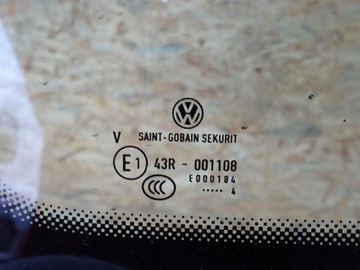 VW
V SAINT-GOBAIN SEKURIT
E1 43R - 001108
E000184
CCC ..... 4